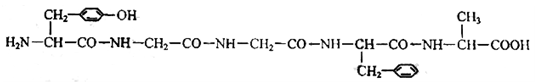 CH₂ OH CH₃
H₂N—CH—CO—NH—CH₂—CO—NH—CH₂—CO—NH—CH—CO—NH—CH—COOH
CH₂